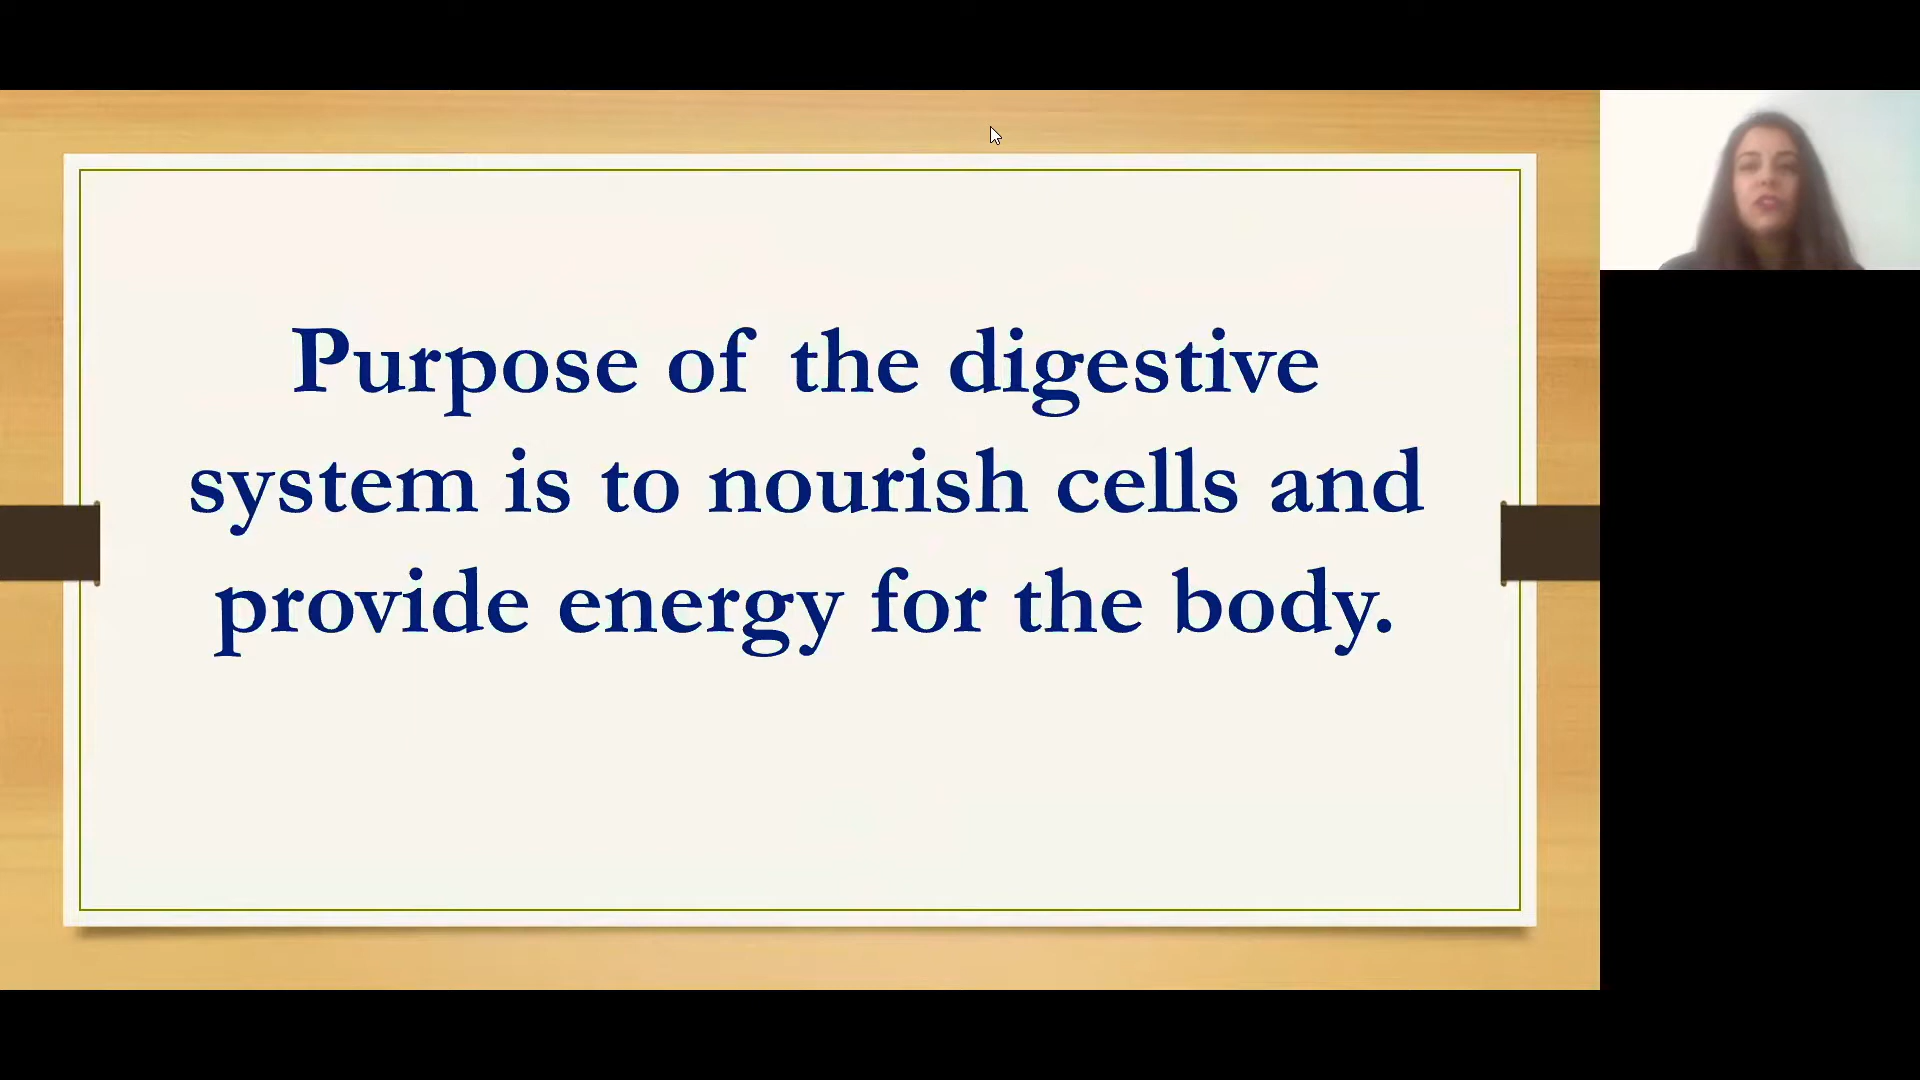 Purpose of the digestive
system is to nourish cells and
provide energy for the body.